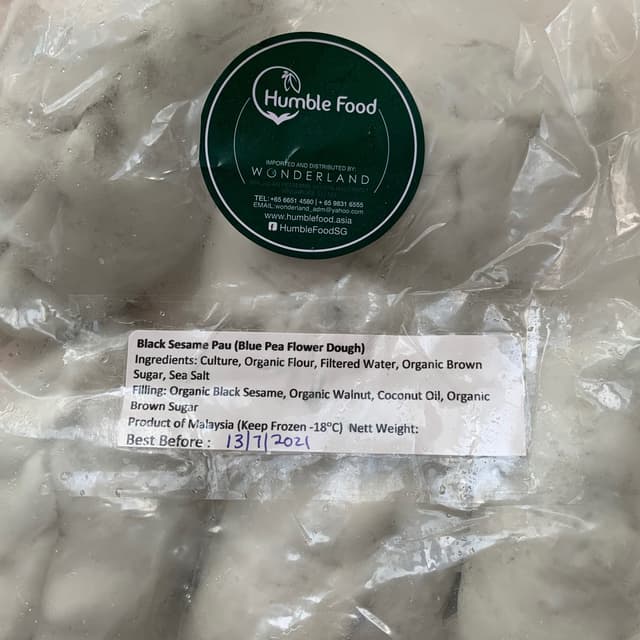 Humble Food
IMPORTED AND DISTRIBUTED BY:
WONDERLAND
TEL: +65 6651 4580 | + 65 9831 6555
EMAIL: wonderland_adm@yahoo.com
www.humblefood.asia
HumbleFoodSG
Black Sesame Pau (Blue Pea Flower Dough)
Ingredients: Culture, Organic Flour, Filtered Water, Organic Brown
Sugar, Sea Salt
Filling: Organic Black Sesame, Organic Walnut, Coconut Oil, Organic
Brown Sugar
Product of Malaysia (Keep Frozen -18°C) Nett Weight:
Best Before : 13/7/2021